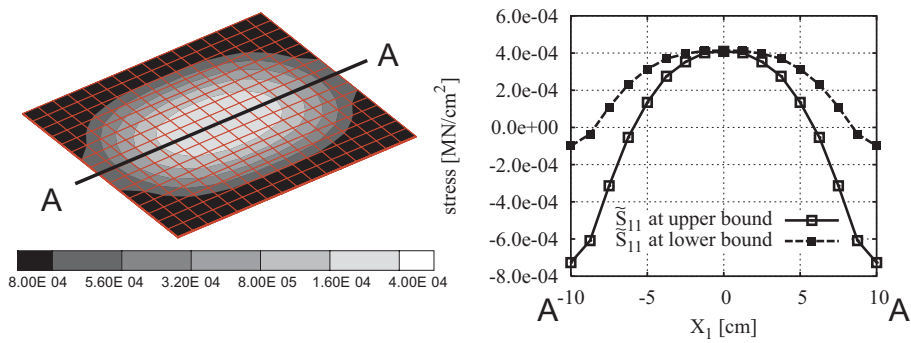 A
A
8.00E 04 5.60E 04 3.20E 04 8.00E 05 1.60E 04 4.00E 04
stress [MN/cm²]
6.0e-04
4.0e-04
2.0e-04
0.0e+00
-2.0e-04
-4.0e-04
-6.0e-04
-8.0e-04
S̃₁₁ at upper bound
S̃₁₁ at lower bound
-10 -5 0 5 10
A A
X₁ [cm]